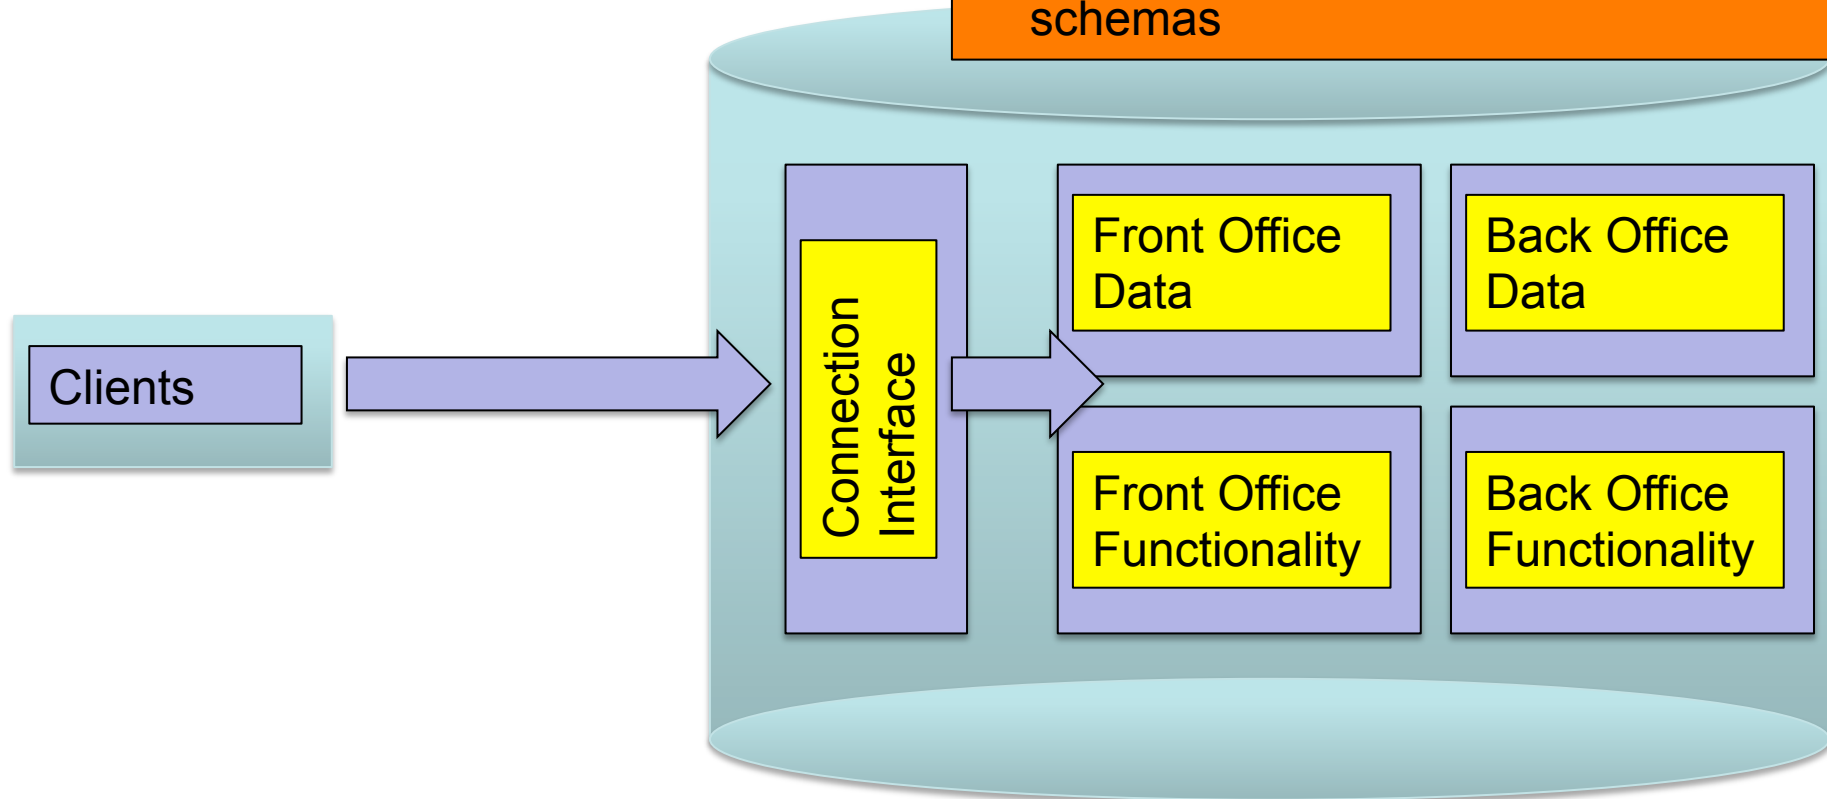 schemas
Clients
Connection
Interface
Front Office
Data
Back Office
Data
Front Office
Functionality
Back Office
Functionality